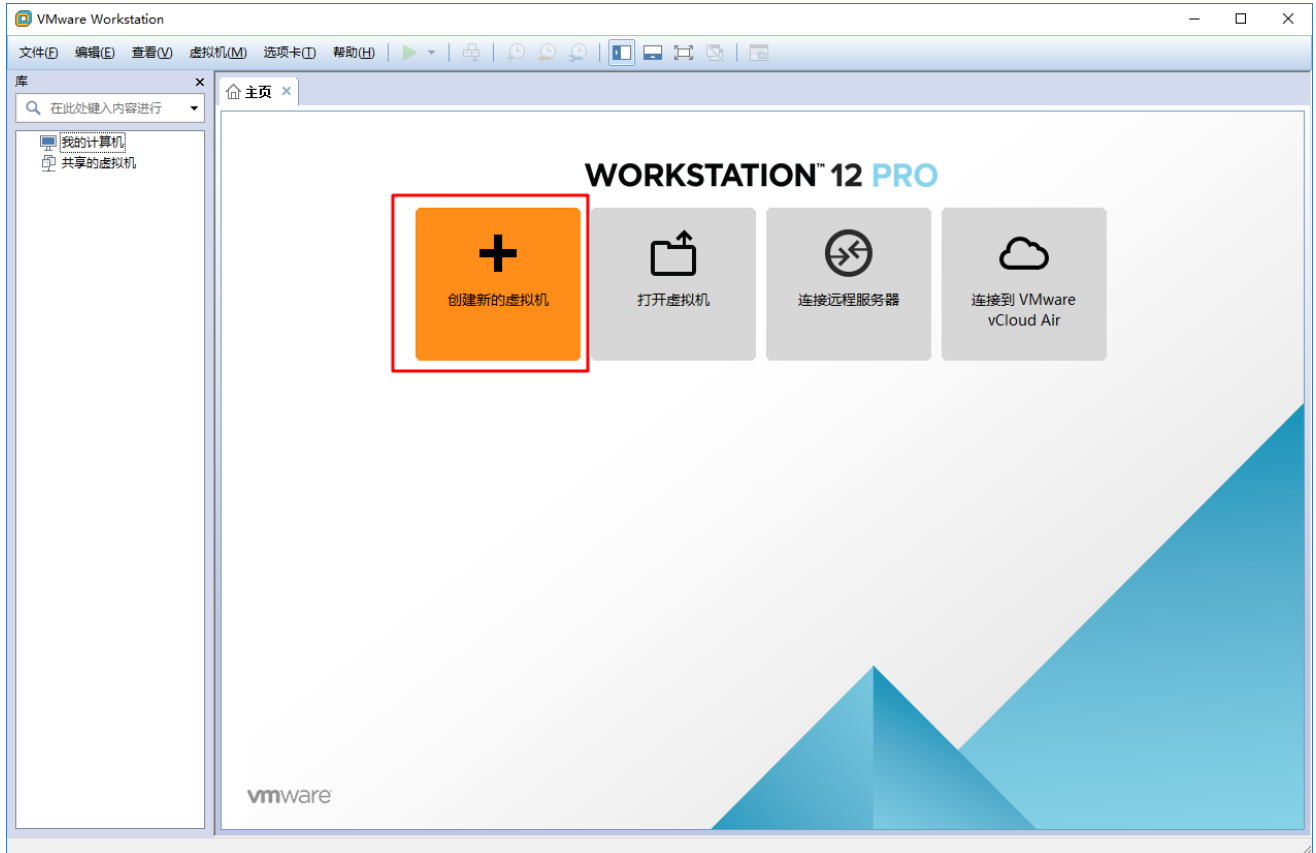 VMware Workstation
文件(F) 编辑(E) 查看(V) 虚拟机(M) 选项卡(T) 帮助(H)
库
在此处键入内容进行
我的计算机
共享的虚拟机
主页
WORKSTATION™ 12 PRO
创建新的虚拟机
打开虚拟机
连接远程服务器
连接到 VMware
vCloud Air
vmware